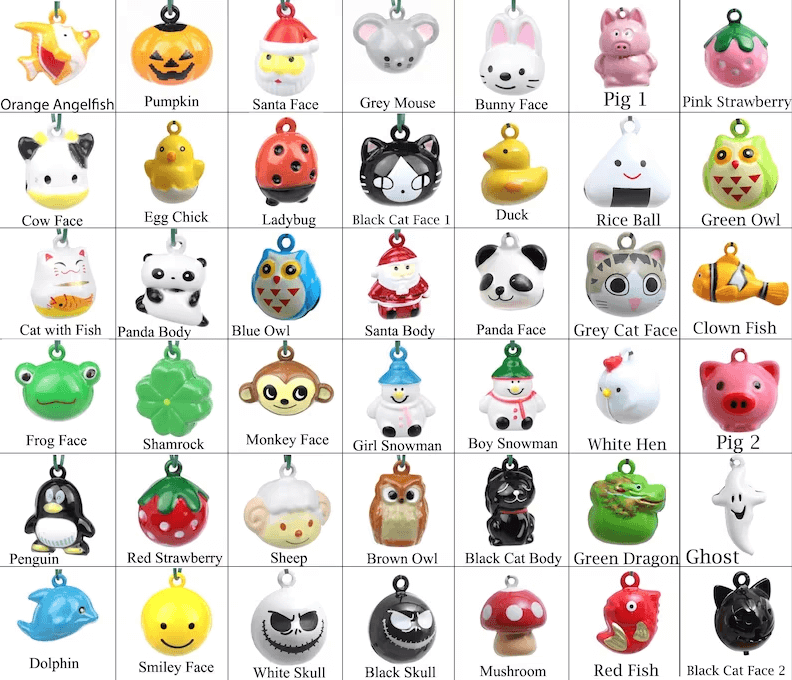 Orange Angelfish
Pumpkin
Santa Face
Grey Mouse
Bunny Face
Pig 1
Pink Strawberry
Cow Face
Egg Chick
Ladybug
Black Cat Face 1
Duck
Rice Ball
Green Owl
Cat with Fish
Panda Body
Blue Owl
Santa Body
Panda Face
Grey Cat Face
Clown Fish
Frog Face
Shamrock
Monkey Face
Girl Snowman
Boy Snowman
White Hen
Pig 2
Penguin
Red Strawberry
Sheep
Brown Owl
Black Cat Body
Green Dragon
Ghost
Dolphin
Smiley Face
White Skull
Black Skull
Mushroom
Red Fish
Black Cat Face 2